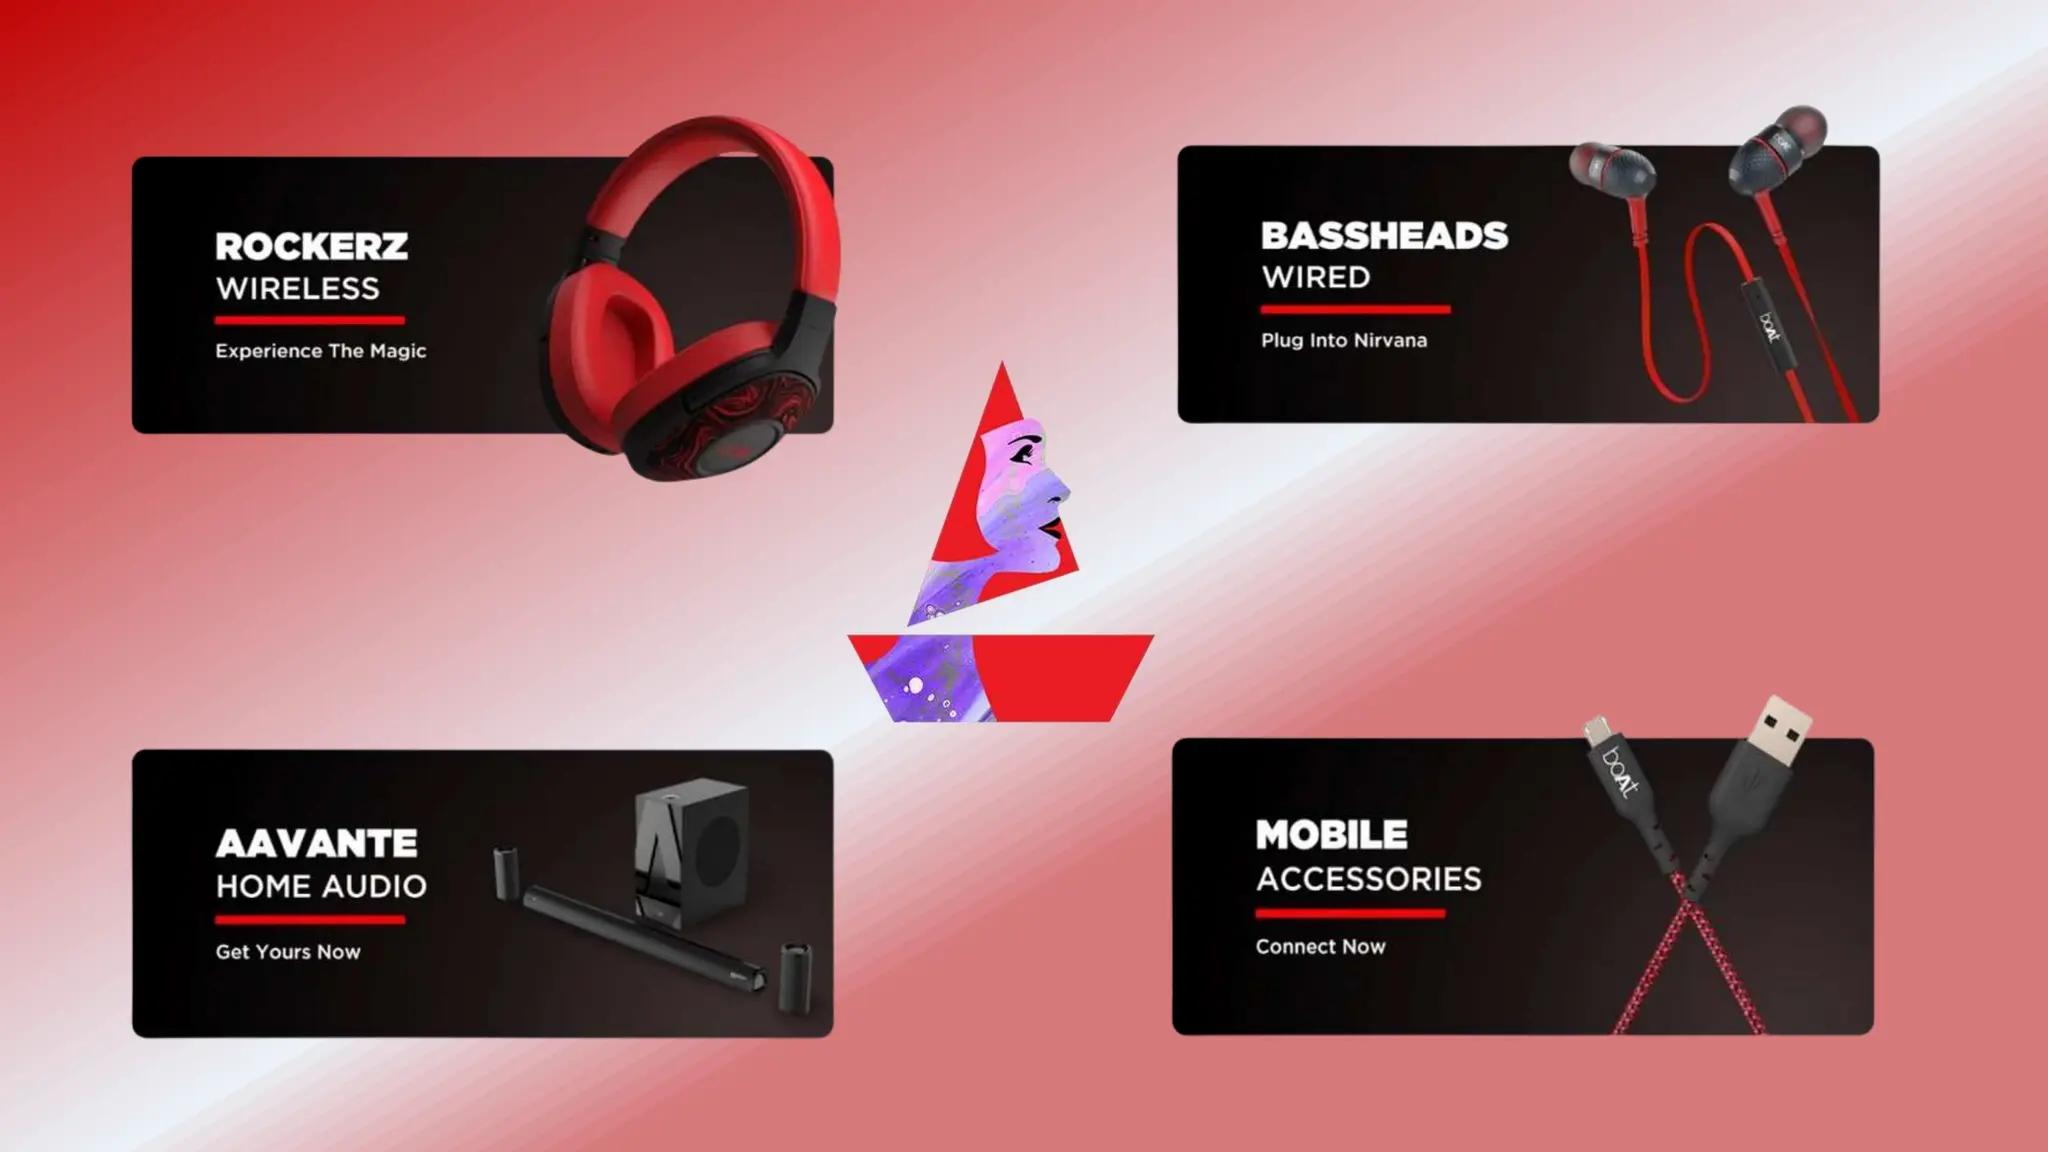 ROCKERZ
WIRELESS
Experience The Magic
BASSHEADS
WIRED
Plug Into Nirvana
boAt
boAt
AAVANTE
HOME AUDIO
Get Yours Now
MOBILE
ACCESSORIES
Connect Now
boAt